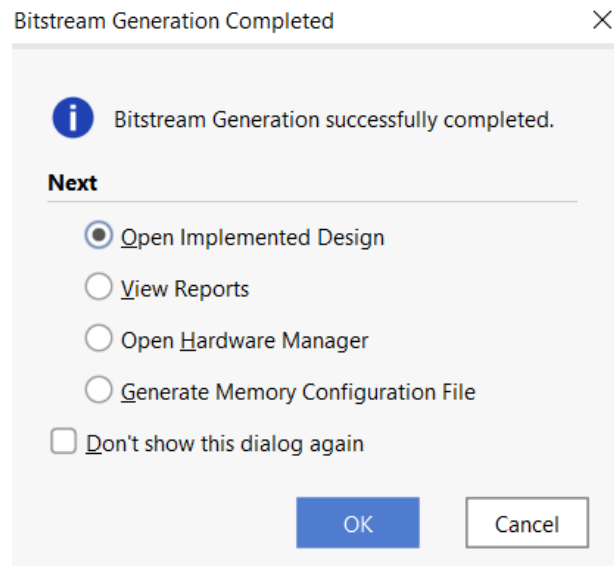 Bitstream Generation Completed
Bitstream Generation successfully completed.
Next
Open Implemented Design
View Reports
Open Hardware Manager
Generate Memory Configuration File
Don't show this dialog again
OK
Cancel